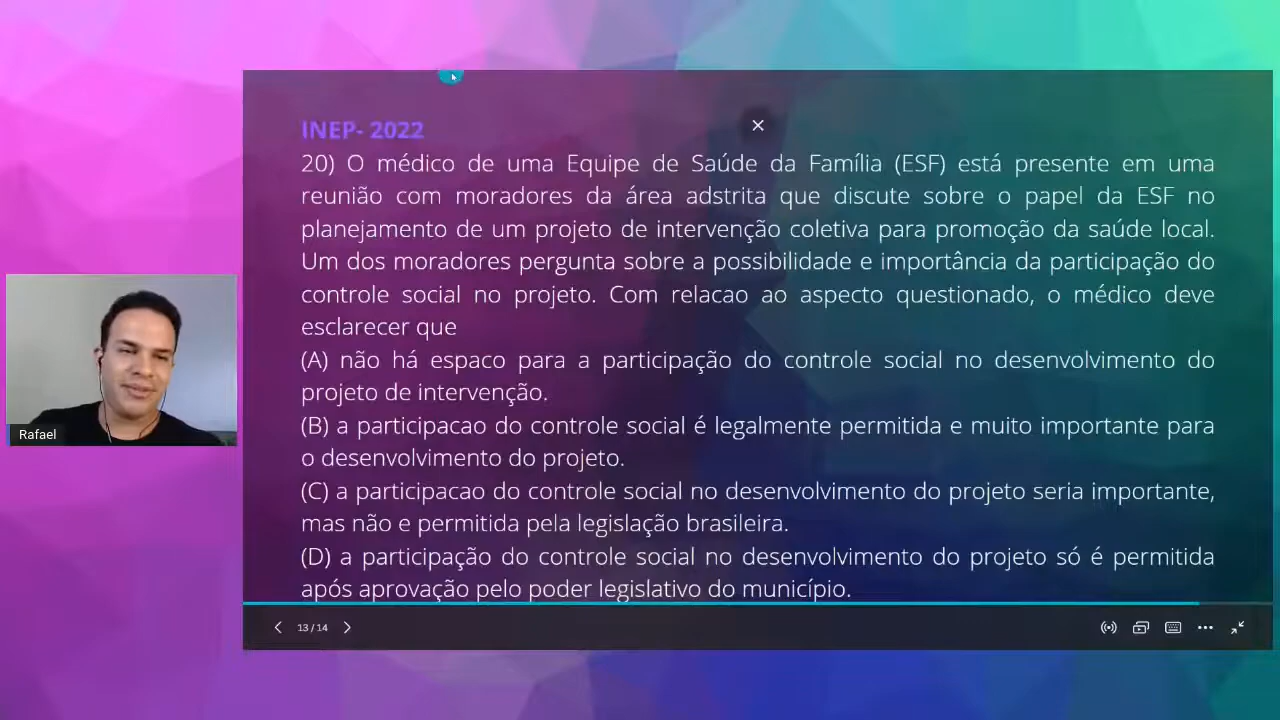 INEP- 2022
20) O médico de uma Equipe de Saúde da Família (ESF) está presente em uma
reunião com moradores da área adstrita que discute sobre o papel da ESF no
planejamento de um projeto de intervenção coletiva para promoção da saúde local.
Um dos moradores pergunta sobre a possibilidade e importância da participação do
controle social no projeto. Com relacao ao aspecto questionado, o médico deve
esclarecer que
(A) não há espaco para a participação do controle social no desenvolvimento do
projeto de intervenção.
(B) a participacao do controle social é legalmente permitida e muito importante para
o desenvolvimento do projeto.
(C) a participacao do controle social no desenvolvimento do projeto seria importante,
mas não e permitida pela legislação brasileira.
(D) a participação do controle social no desenvolvimento do projeto só é permitida
após aprovação pelo poder legislativo do município.
Rafael
13 / 14